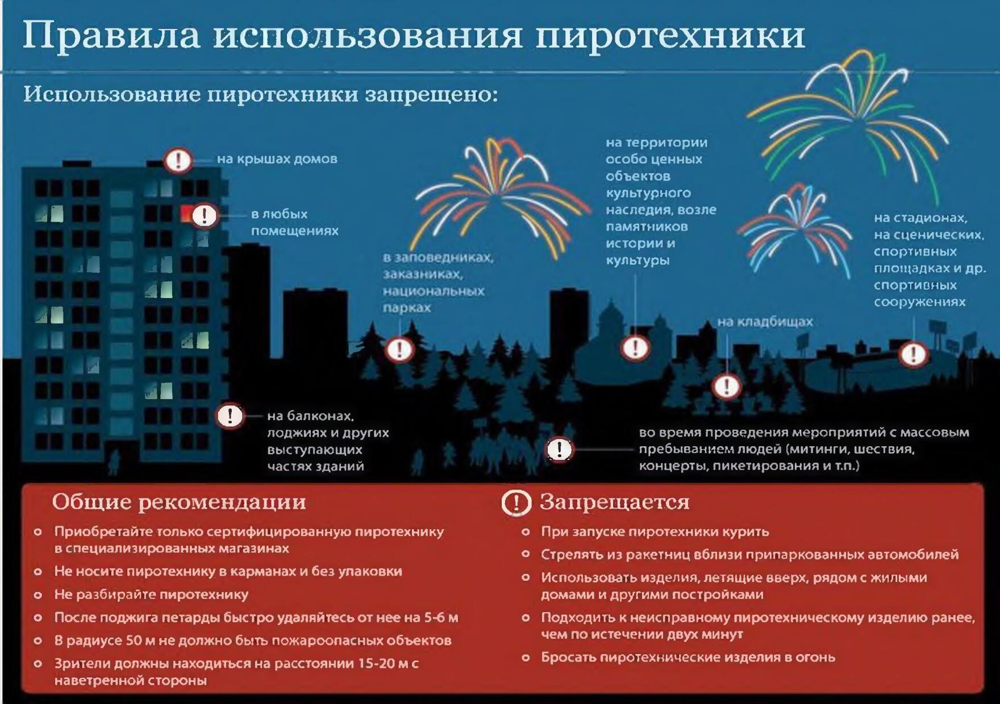 Правила использования пиротехники
Использование пиротехники запрещено:
на крышах домов
в любых
помещениях
в заповедниках,
заказниках,
национальных
парках
на территории
особо ценных
объектов
культурного
наследия, возле
памятников
истории и
культуры
на кладбищах
на стадионах,
на сценических,
спортивных
площадках и др.
спортивных
сооружениях
на балконах,
лоджиях и других
выступающих
частях зданий
во время проведения мероприятий с массовым
пребыванием людей (митинги, шествия,
концерты, пикетирования и т.п.)
Общие рекомендации
Приобретайте только сертифицированную пиротехнику
в специализированных магазинах
Не носите пиротехнику в карманах и без упаковки
Не разбирайте пиротехнику
После поджига петарды быстро удаляйтесь от нее на 5-6 м
В радиусе 50 м не должно быть пожароопасных объектов
Зрители должны находиться на расстоянии 15-20 м с
наветренной стороны
Запрещается
При запуске пиротехники курить
Стрелять из ракетниц вблизи припаркованных автомобилей
Использовать изделия, летящие вверх, рядом с жилыми
домами и другими постройками
Подходить к неисправному пиротехническому изделию ранее,
чем по истечении двух минут
Бросать пиротехнические изделия в огонь